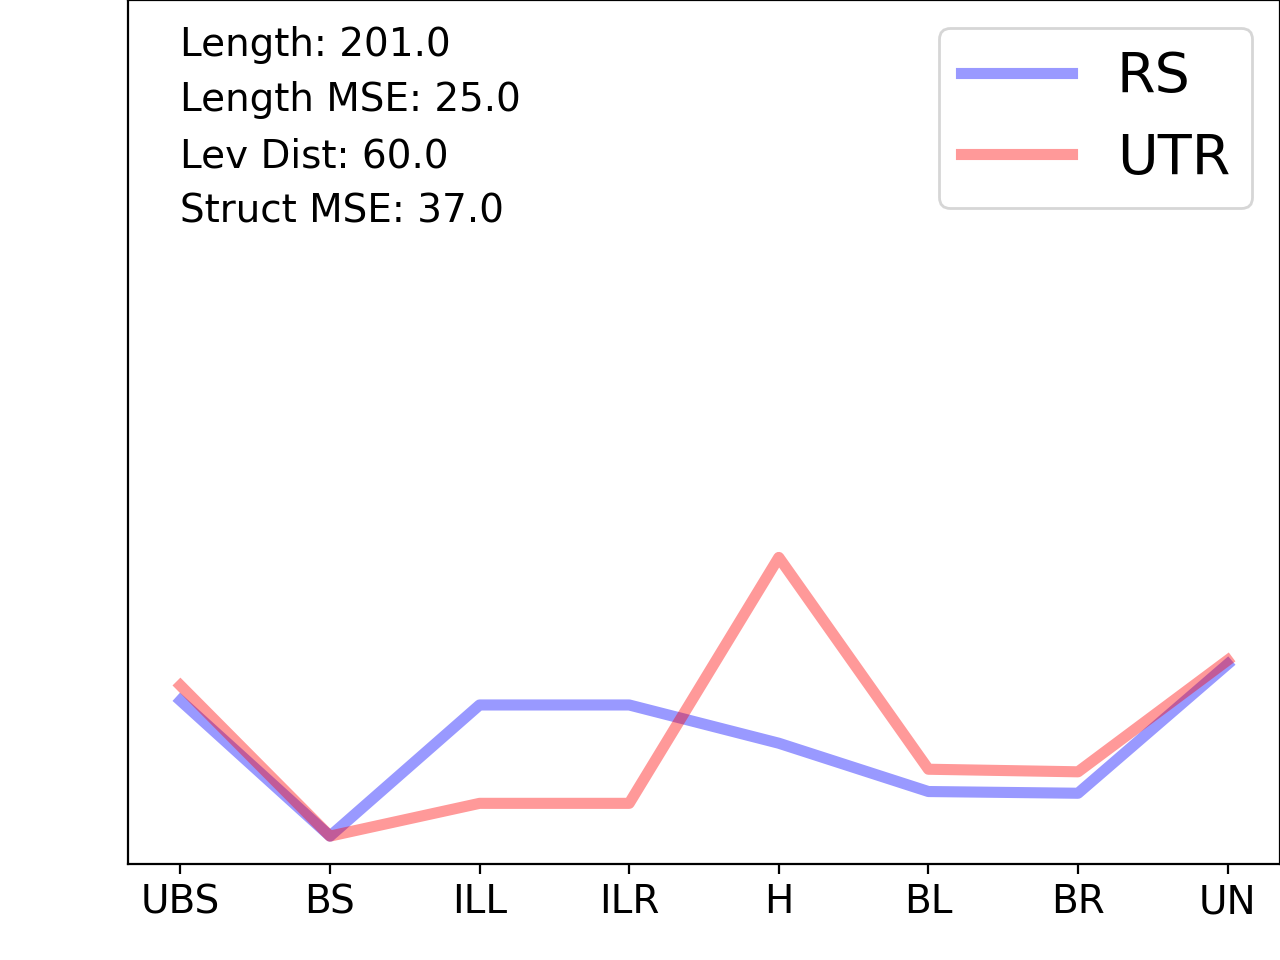 Length: 201.0
Length MSE: 25.0
Lev Dist: 60.0
Struct MSE: 37.0
RS
UTR
UBS BS ILL ILR H BL BR UN